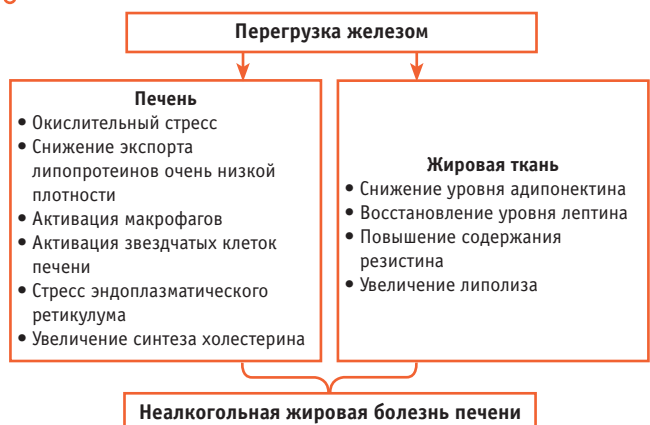 Перегрузка железом
Печень
• Окислительный стресс
• Снижение экспорта
липопротеинов очень низкой
плотности
• Активация макрофагов
• Активация звездчатых клеток
печени
• Стресс эндоплазматического
ретикулума
• Увеличение синтеза холестерина
Жировая ткань
• Снижение уровня адипонектина
• Восстановление уровня лептина
• Повышение содержания
резистина
• Увеличение липолиза
Неалкогольная жировая болезнь печени